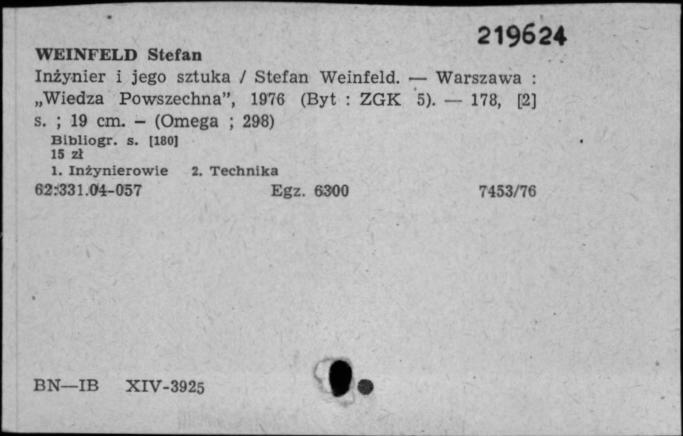 219624
WEINFELD Stefan
Inżynier i jego sztuka / Stefan Weinfeld. — Warszawa :
„Wiedza Powszechna”, 1976 (Byt : ZGK 5). — 178, [2]
s. ; 19 cm. – (Omega ; 298)
Bibliogr. s. [180]
15 zł
1. Inżynierowie 2. Technika
62:331.04-057 Egz. 6300 7453/76
BN—IB XIV-3925